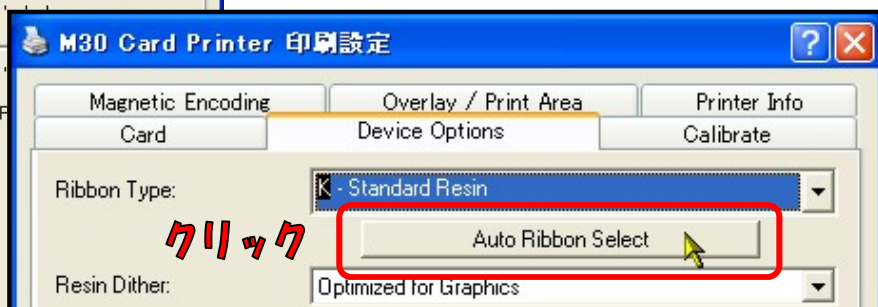 M30 Card Printer 印刷設定
Magnetic Encoding Overlay / Print Area Printer Info
Card Device Options Calibrate
Ribbon Type: K - Standard Resin
クリック Auto Ribbon Select
Resin Dither: Optimized for Graphics